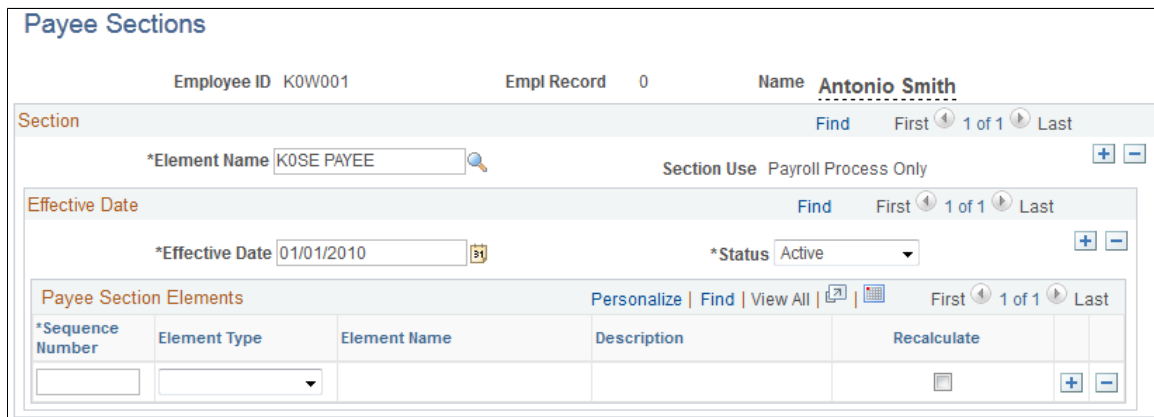 Payee Sections
Employee ID K0W001 Empl Record 0 Name Antonio Smith
Section Find First 1 of 1 Last
*Element Name K0SE PAYEE Section Use Payroll Process Only
Effective Date Find First 1 of 1 Last
*Effective Date 01/01/2010 31 *Status Active
Payee Section Elements Personalize | Find | View All | | First 1 of 1 Last
*Sequence Number Element Type Element Name Description Recalculate